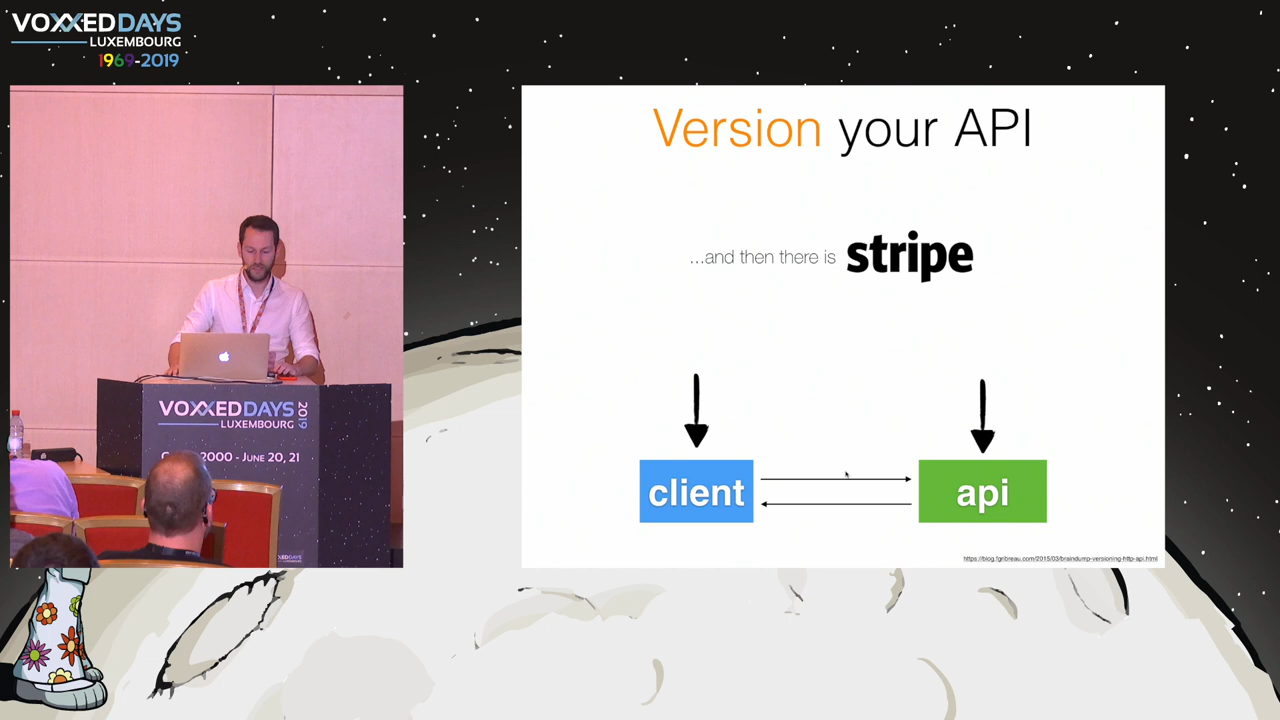 VOXXED DAYS
LUXEMBOURG
1969-2019
Version your API
...and then there is stripe
client
api
https://blog.fgribreau.com/2015/03/braindump-versioning-http-api.html
VOXXED DAYS 2019
LUXEMBOURG
2000 - JUNE 20, 21